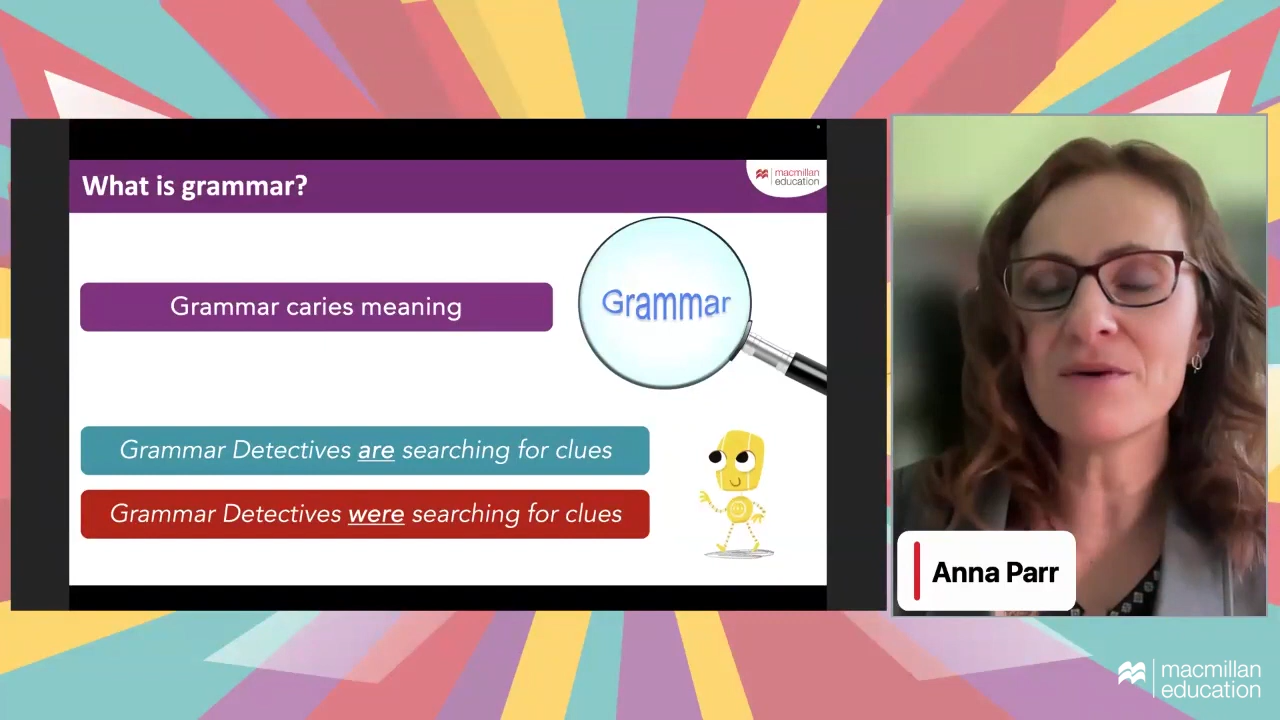 What is grammar?
macmillan
education
Grammar caries meaning
Grammar
Grammar Detectives are searching for clues
Grammar Detectives were searching for clues
Anna Parr
macmillan
education